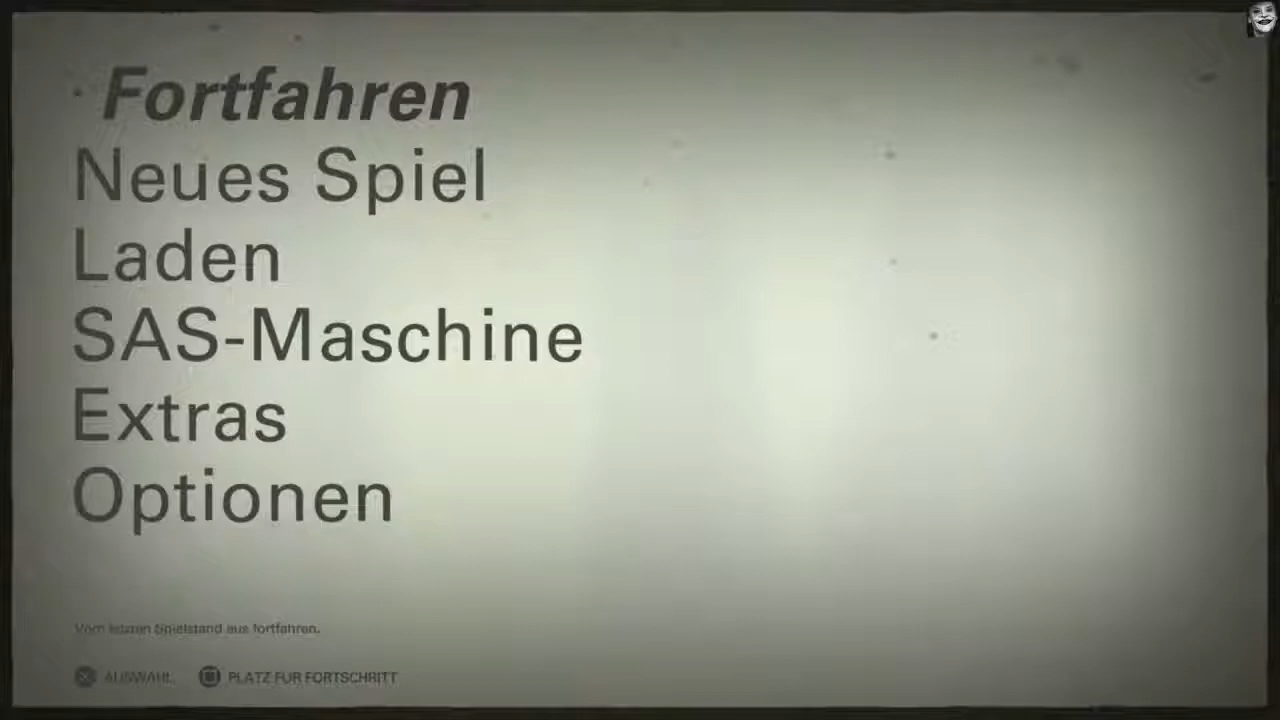 Fortfahren
Neues Spiel
Laden
SAS-Maschine
Extras
Optionen
Vom letzten Spielstand aus fortfahren.
AUSWAHL PLATZ FÜR FORTSCHRITT